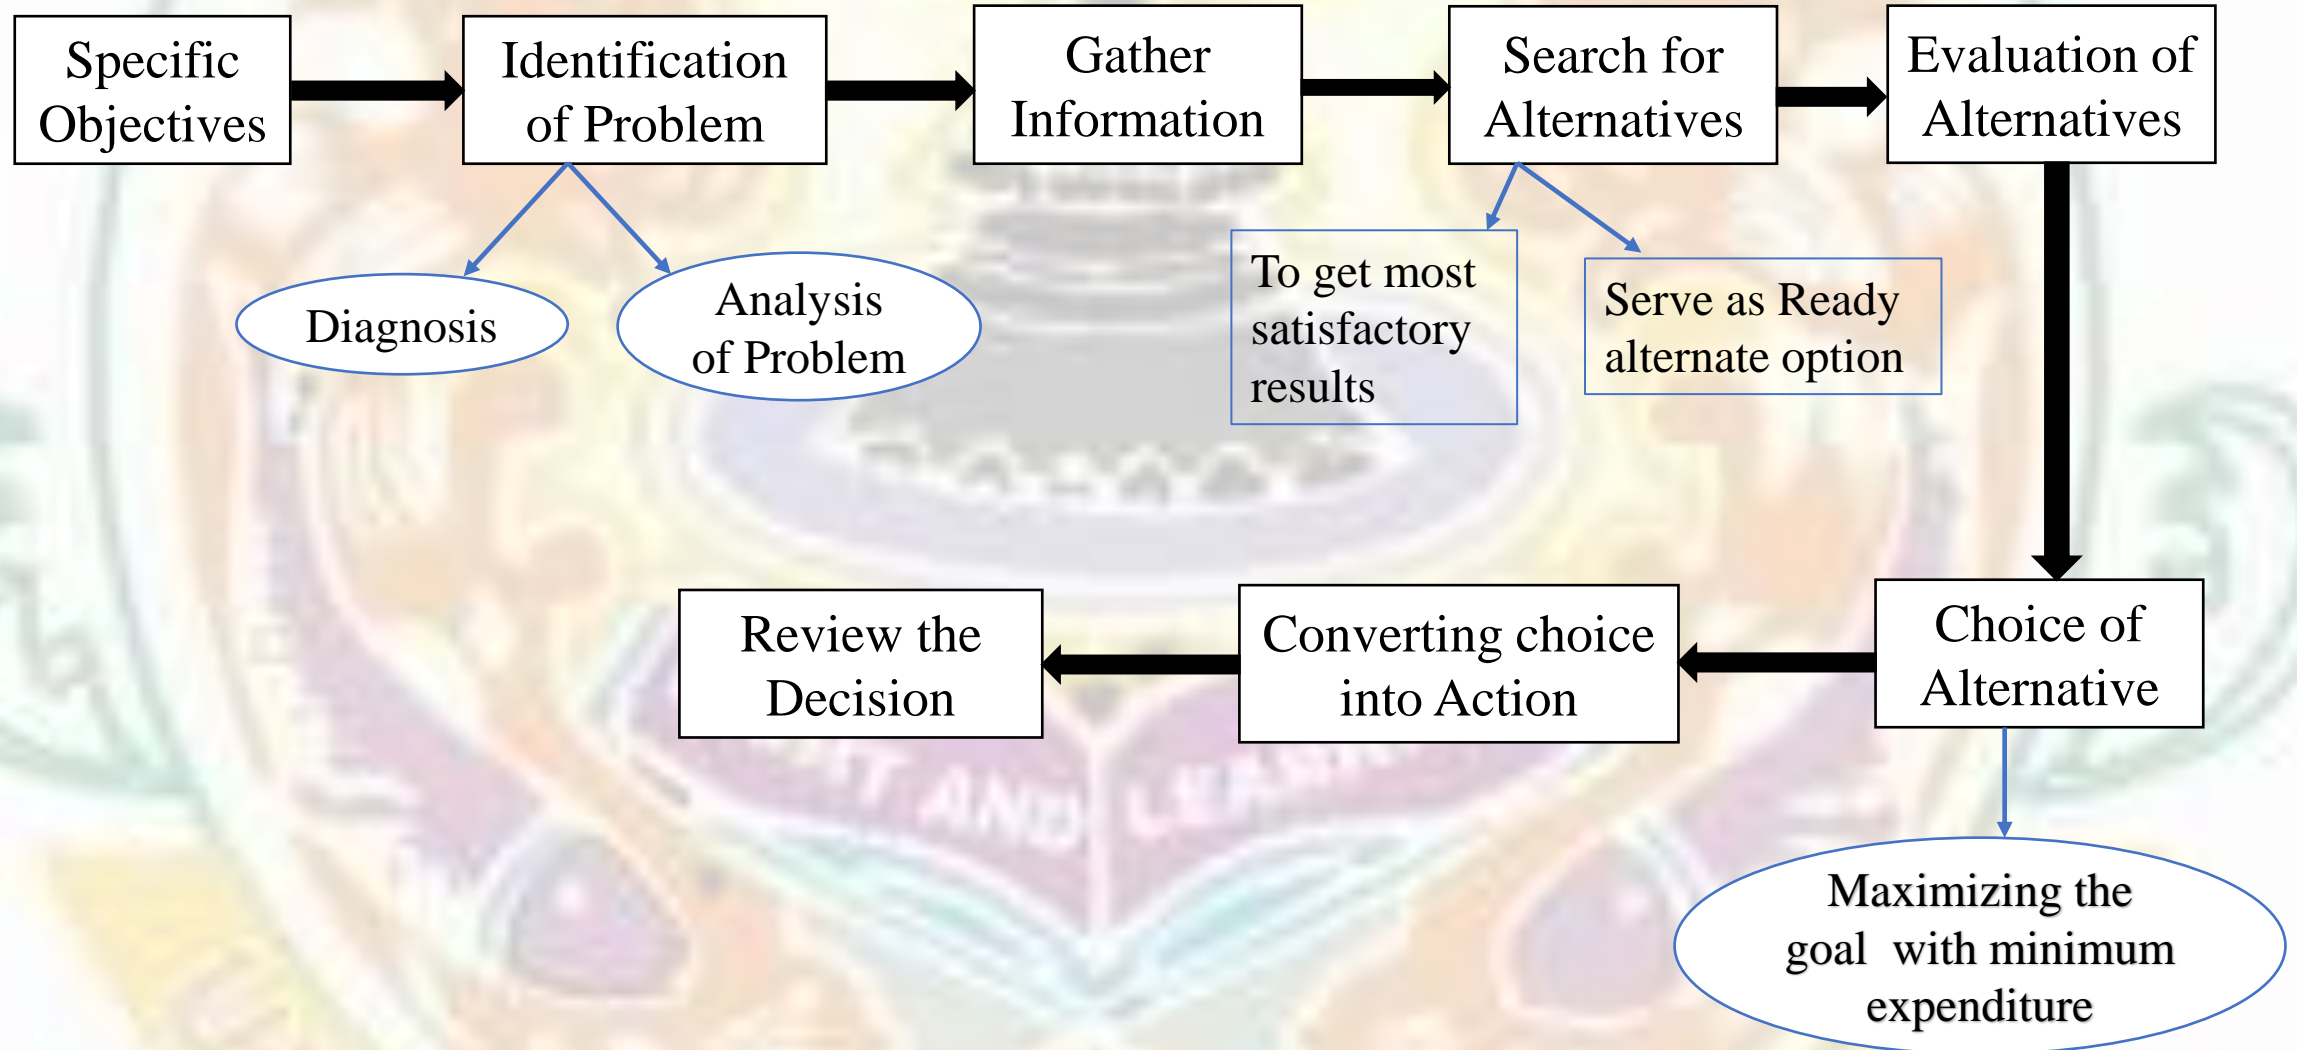 Specific
Objectives
Identification
of Problem
Gather
Information
Search for
Alternatives
Evaluation of
Alternatives
Diagnosis
Analysis
of Problem
To get most
satisfactory
results
Serve as Ready
alternate option
Choice of
Alternative
Converting choice
into Action
Review the
Decision
Maximizing the
goal with minimum
expenditure
AND